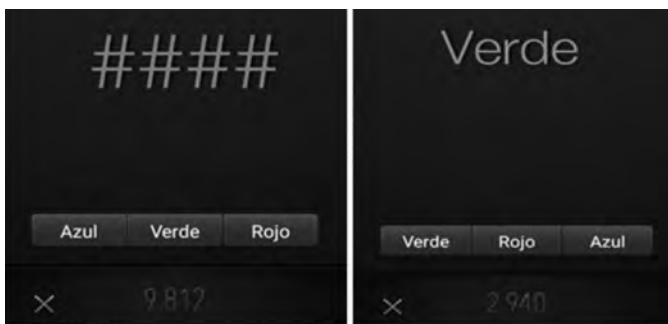 ####
Azul Verde Rojo
9.812
Verde
Verde Rojo Azul
2.940